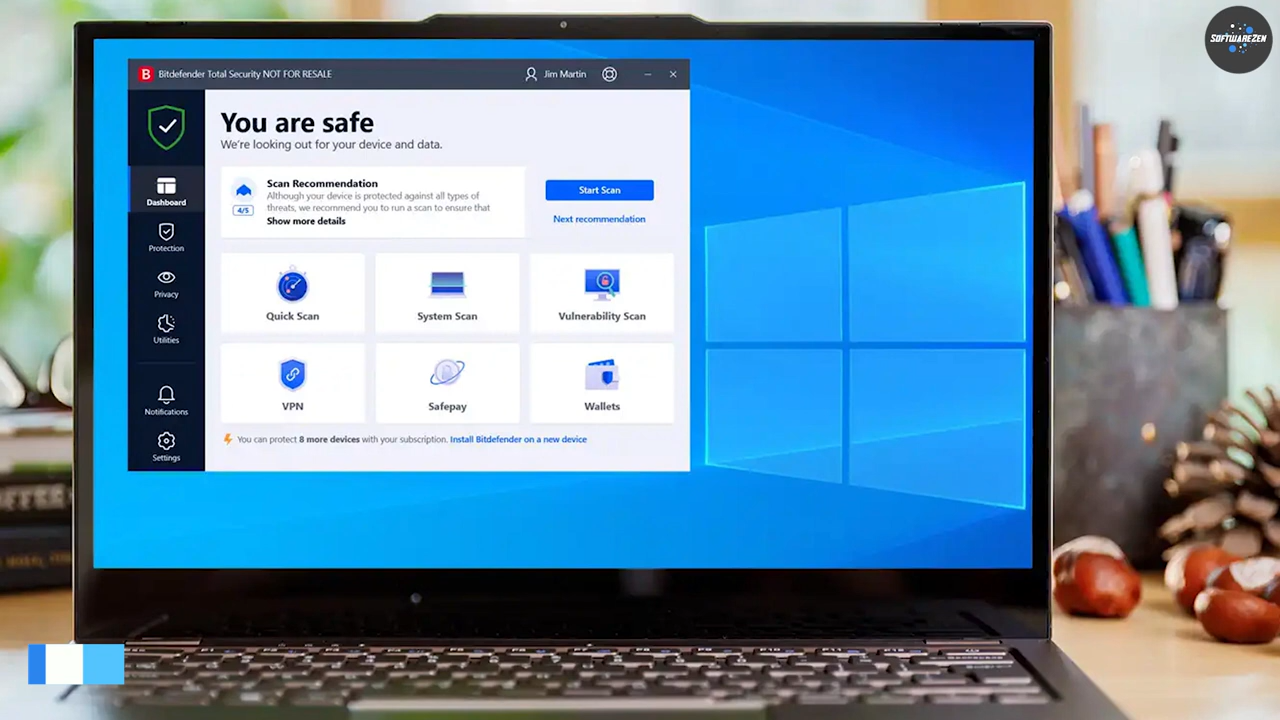 SOFTWAREZEN
Bitdefender Total Security NOT FOR RESALE
Jim Martin
You are safe
We're looking out for your device and data.
Dashboard
Protection
Privacy
Utilities
Notifications
Settings
4/5
Scan Recommendation
Although your device is protected against all types of
threats, we recommend you to run a scan to ensure that
Show more details
Start Scan
Next recommendation
Quick Scan
System Scan
Vulnerability Scan
VPN
Safepay
Wallets
You can protect 8 more devices with your subscription. Install Bitdefender on a new device